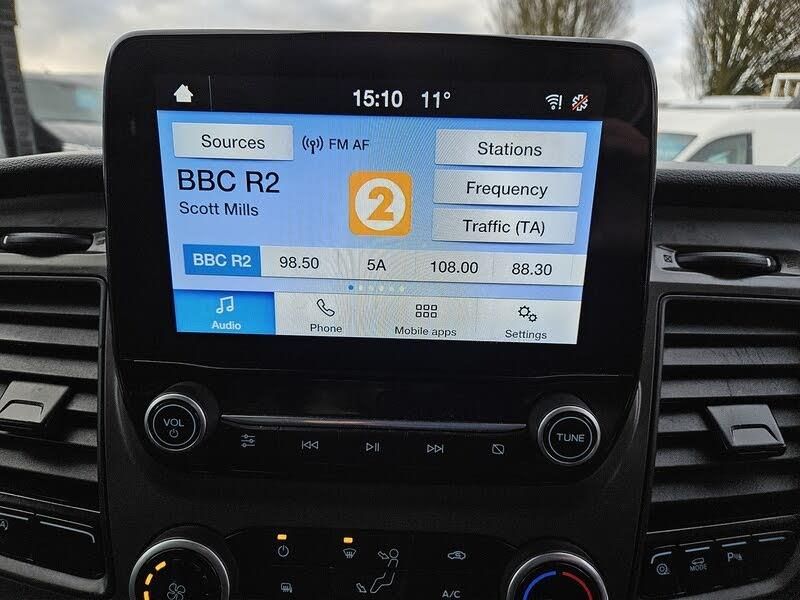 15:10 11°
Sources FM AF Stations
BBC R2 2 Frequency
Scott Mills Traffic (TA)
BBC R2 98.50 5A 108.00 88.30
Audio Phone Mobile apps Settings
VOL TUNE
A/C MODE